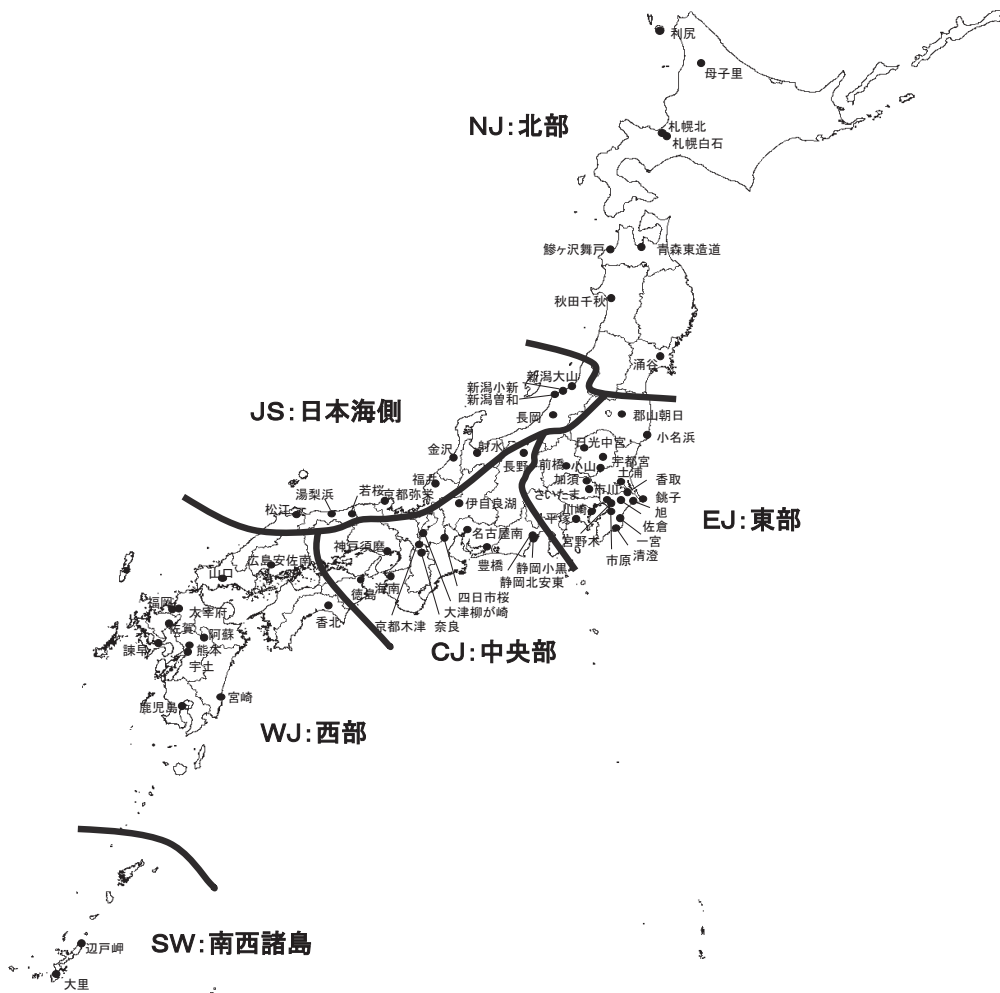 利尻
母子里
NJ：北部
札幌北
札幌白石
鰺ヶ沢舞戸
青森東造道
秋田千秋
涌谷
新潟大山
新潟小新
新潟曽和
JS：日本海側
長岡
郡山朝日
小名浜
金沢
射水
日光中宮
長野
前橋
小山
宇都宮
土浦
福井
加須
香取
湯梨浜
若桜
京都弥栄
さいたま
市川
銚子
松江
伊自良湖
川崎
旭
平塚
佐倉
EJ：東部
名古屋南
宮野木
一宮
神戸須磨
豊橋
静岡小黒
市原
清澄
広島安佐南
静岡北安東
山口
徳島
海南
四日市桜
福岡
太宰府
大津柳が崎
香北
京都木津
奈良
佐賀
阿蘇
諫早
熊本
宇土
CJ：中央部
宮崎
鹿児島
WJ：西部
辺戸岬
SW：南西諸島
大里